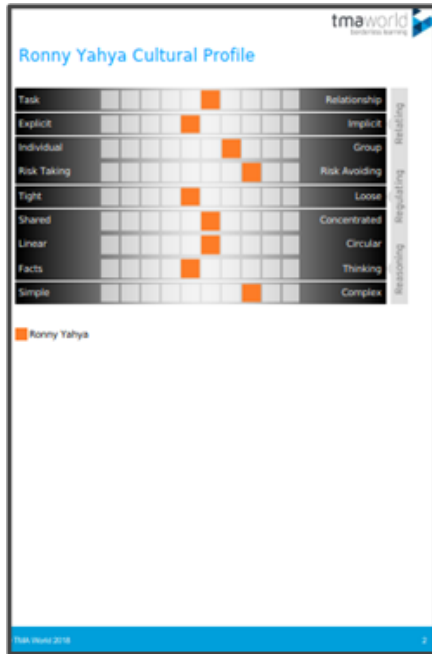 tmaworld
borderless learning
Ronny Yahya Cultural Profile
Task Relationship
Explicit Implicit
Individual Group
Risk Taking Risk Avoiding
Tight Loose
Shared Concentrated
Linear Circular
Facts Thinking
Simple Complex
Relating
Regulating
Reasoning
Ronny Yahya
TMA World 2018 2